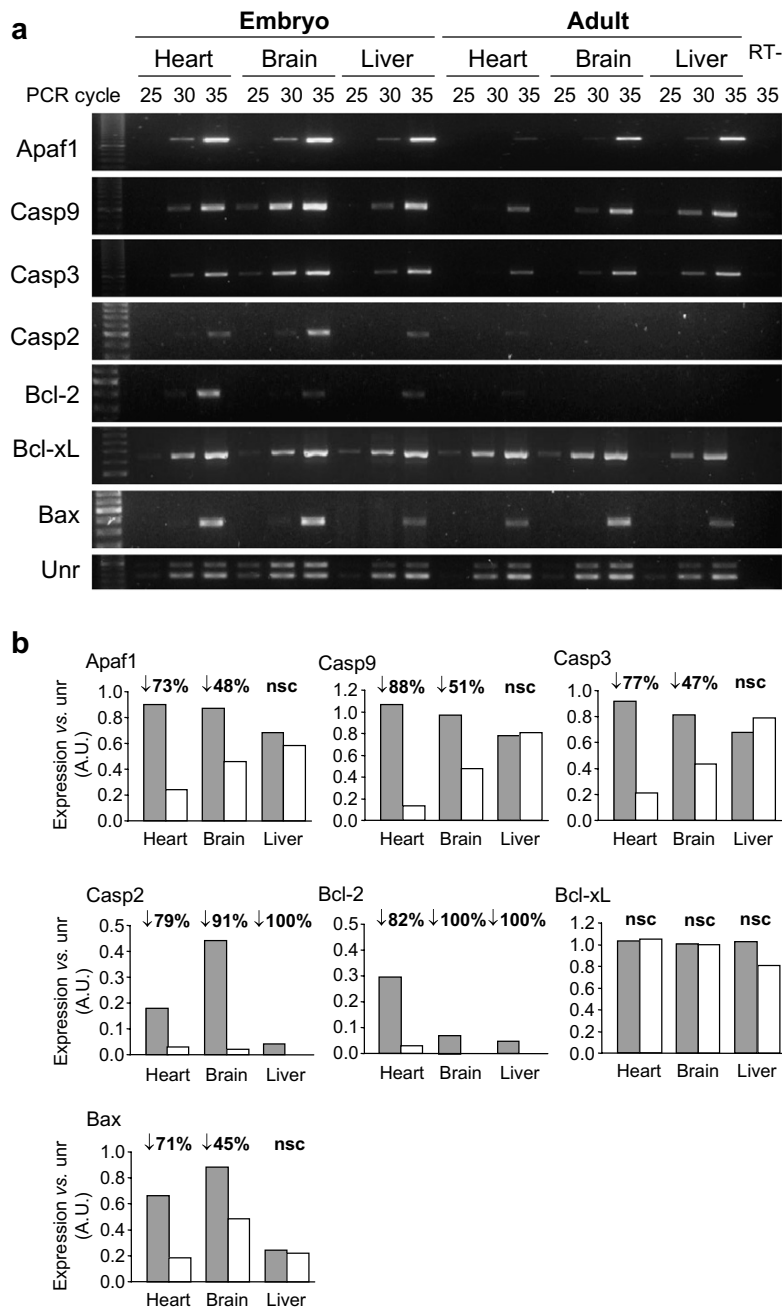 a
Embryo Adult
Heart Brain Liver Heart Brain Liver RT-
PCR cycle 25 30 35 25 30 35 25 30 35 25 30 35 25 30 35 25 30 35 35
Apaf1
Casp9
Casp3
Casp2
Bcl-2
Bcl-xL
Bax
Unr
b
Apaf1
↓73% ↓48% nsc
Expression vs. unr
(A.U.)
1.0
0.8
0.6
0.4
0.2
0.0
Heart Brain Liver
Casp9
↓88% ↓51% nsc
1.2
1.0
0.8
0.6
0.4
0.2
0.0
Heart Brain Liver
Casp3
↓77% ↓47% nsc
1.0
0.8
0.6
0.4
0.2
0.0
Heart Brain Liver
Casp2
↓79% ↓91% ↓100%
Expression vs. unr
(A.U.)
0.5
0.4
0.3
0.2
0.1
0.0
Heart Brain Liver
Bcl-2
↓82% ↓100% ↓100%
0.5
0.4
0.3
0.2
0.1
0.0
Heart Brain Liver
Bcl-xL
nsc nsc nsc
1.2
1.0
0.8
0.6
0.4
0.2
0.0
Heart Brain Liver
Bax
↓71% ↓45% nsc
Expression vs. unr
(A.U.)
1.0
0.8
0.6
0.4
0.2
0.0
Heart Brain Liver